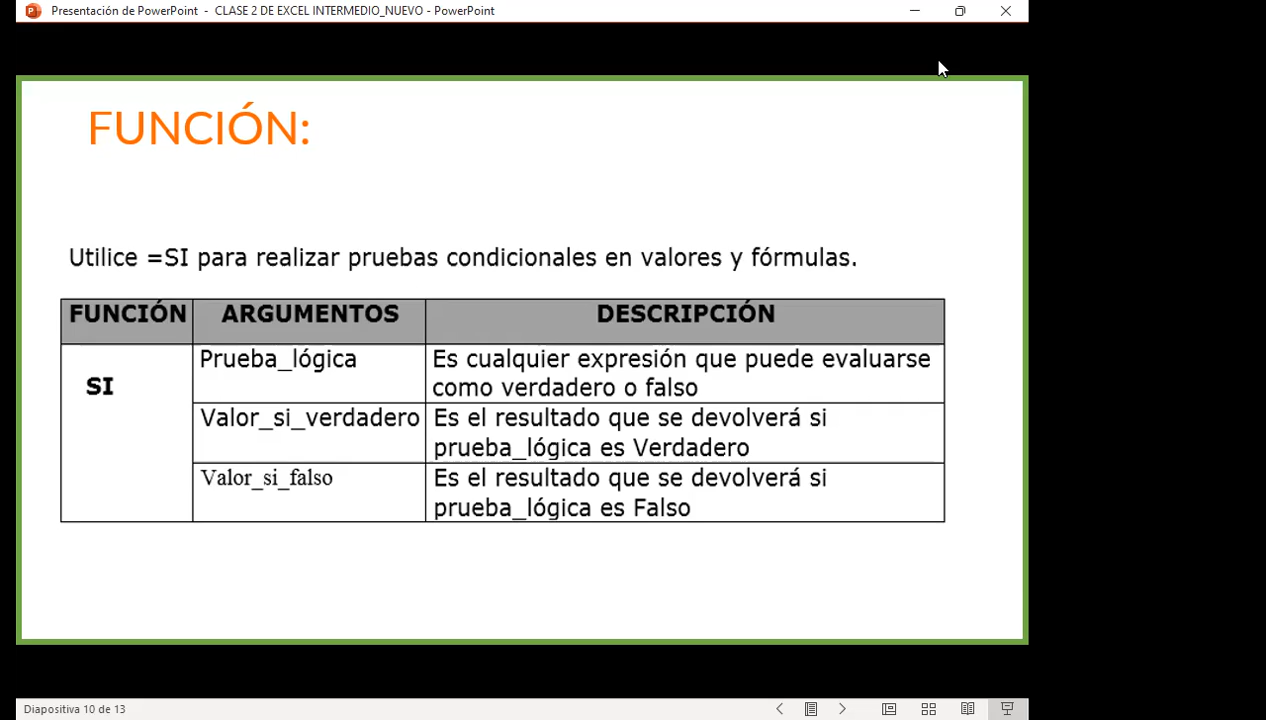 Presentación de PowerPoint - CLASE 2 DE EXCEL INTERMEDIO_NUEVO - PowerPoint
FUNCIÓN:
Utilice =SI para realizar pruebas condicionales en valores y fórmulas.
FUNCIÓN ARGUMENTOS DESCRIPCIÓN
SI
Prueba_lógica
Es cualquier expresión que puede evaluarse
como verdadero o falso
Valor_si_verdadero
Es el resultado que se devolverá si
prueba_lógica es Verdadero
Valor_si_falso
Es el resultado que se devolverá si
prueba_lógica es Falso
Diapositiva 10 de 13